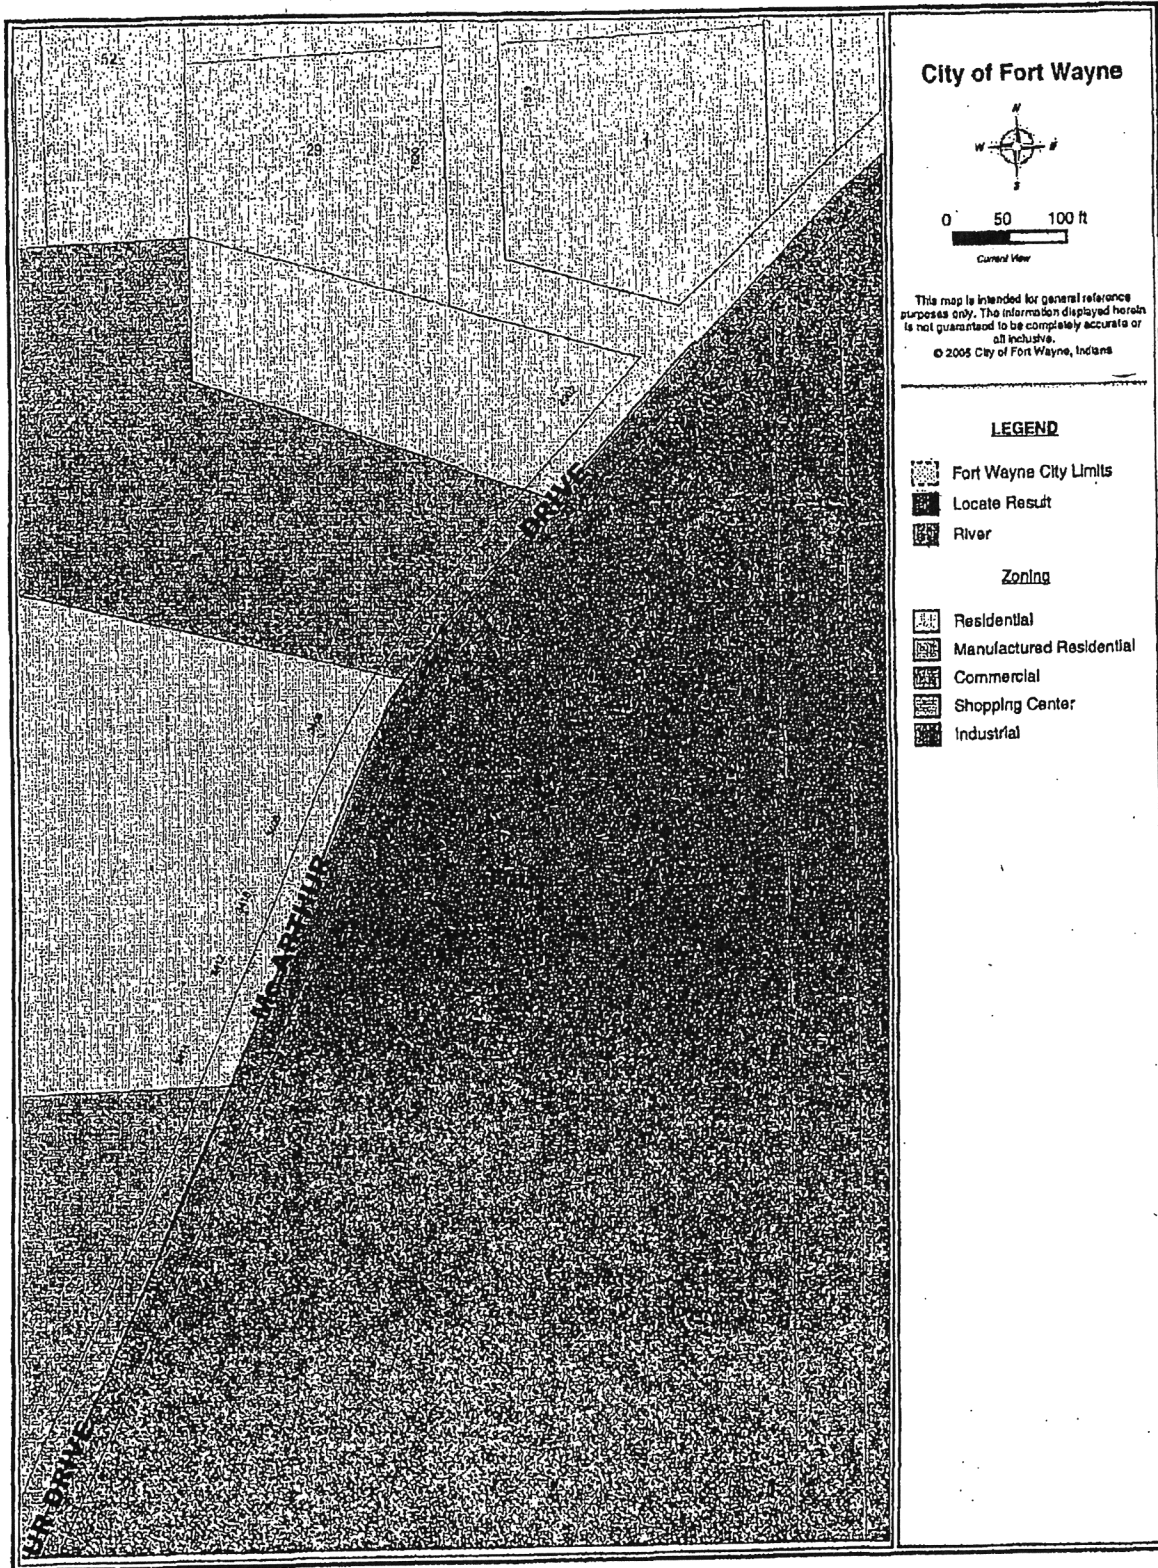 52
29
1
DRIVE
Mc ARTHUR
UR DRIVE
City of Fort Wayne
N
W
S
0 50 100 ft
Current View
This map is intended for general reference
purposes only. The information displayed herein
is not guaranteed to be completely accurate or
all inclusive.
© 2005 City of Fort Wayne, Indiana
LEGEND
Fort Wayne City Limits
Locate Result
River
Zoning
Residential
Manufactured Residential
Commercial
Shopping Center
Industrial